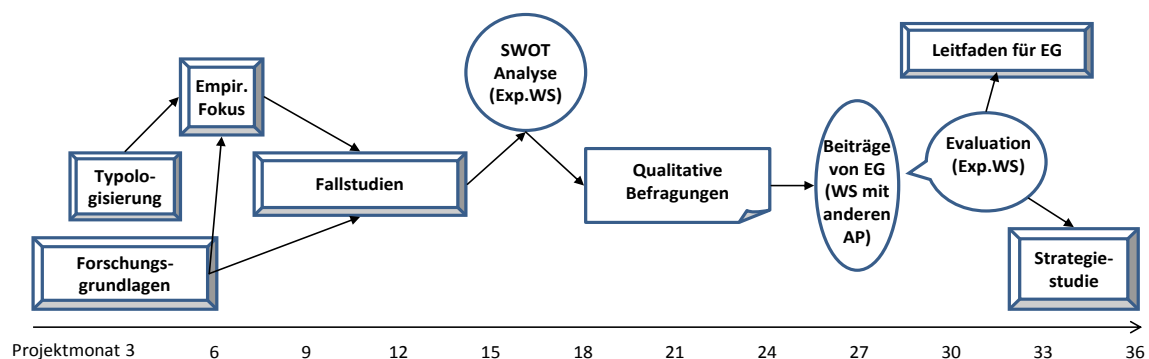 SWOT
Analyse
(Exp.WS)
Leitfaden für EG
Empir.
Fokus
Typolo-
gisierung
Fallstudien
Qualitative
Befragungen
Beiträge
von EG
(WS mit
anderen
AP)
Evaluation
(Exp.WS)
Forschungs-
grundlagen
Strategie-
studie
Projektmonat 3 6 9 12 15 18 21 24 27 30 33 36